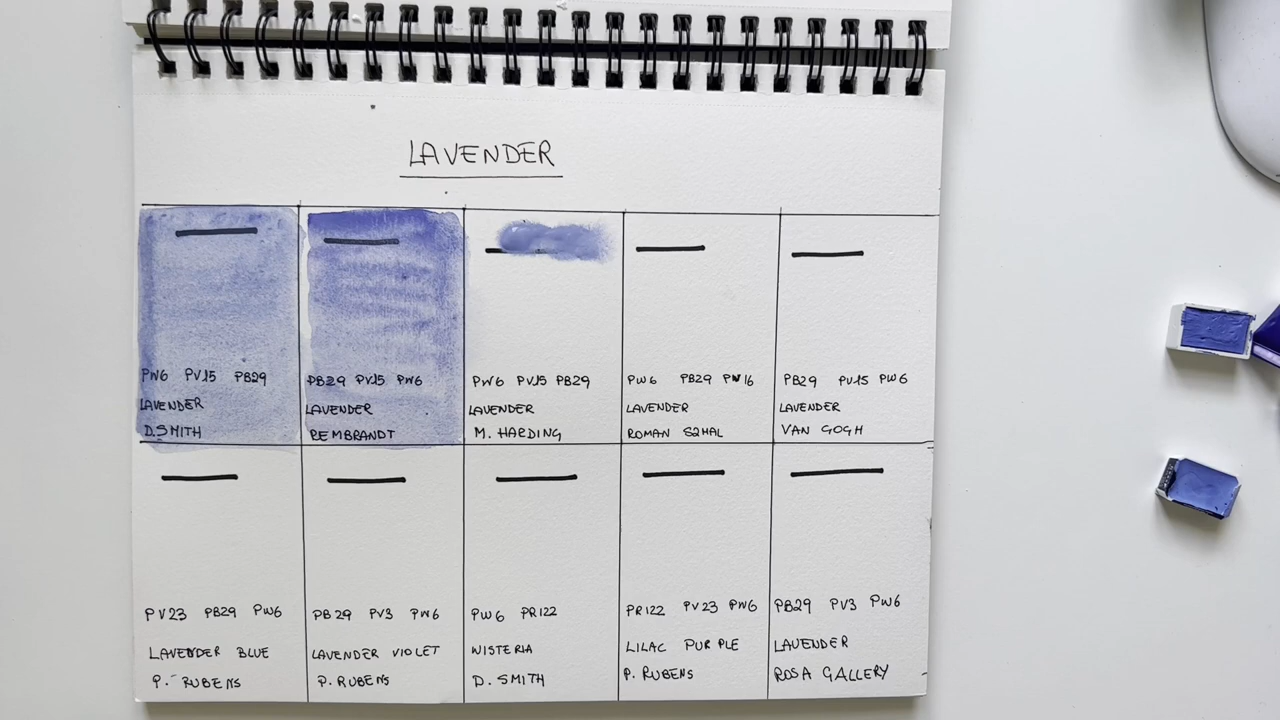 LAVENDER
PW6 PV15 PB29
LAVENDER
D.SMITH
PB29 PV15 PW6
LAVENDER
REMBRANDT
PW6 PV15 PB29
LAVENDER
M. HARDING
PW6 PB29 PW16
LAVENDER
ROMAN SZMAL
PB29 PV15 PW6
LAVENDER
VAN GOGH
PV23 PB29 PW6
LAVENDER BLUE
P. RUBENS
PB29 PV3 PW6
LAVENDER VIOLET
P. RUBENS
PW6 PR122
WISTERIA
D. SMITH
PR122 PV23 PW6
LILAC PURPLE
P. RUBENS
PB29 PV3 PW6
LAVENDER
ROSA GALLERY